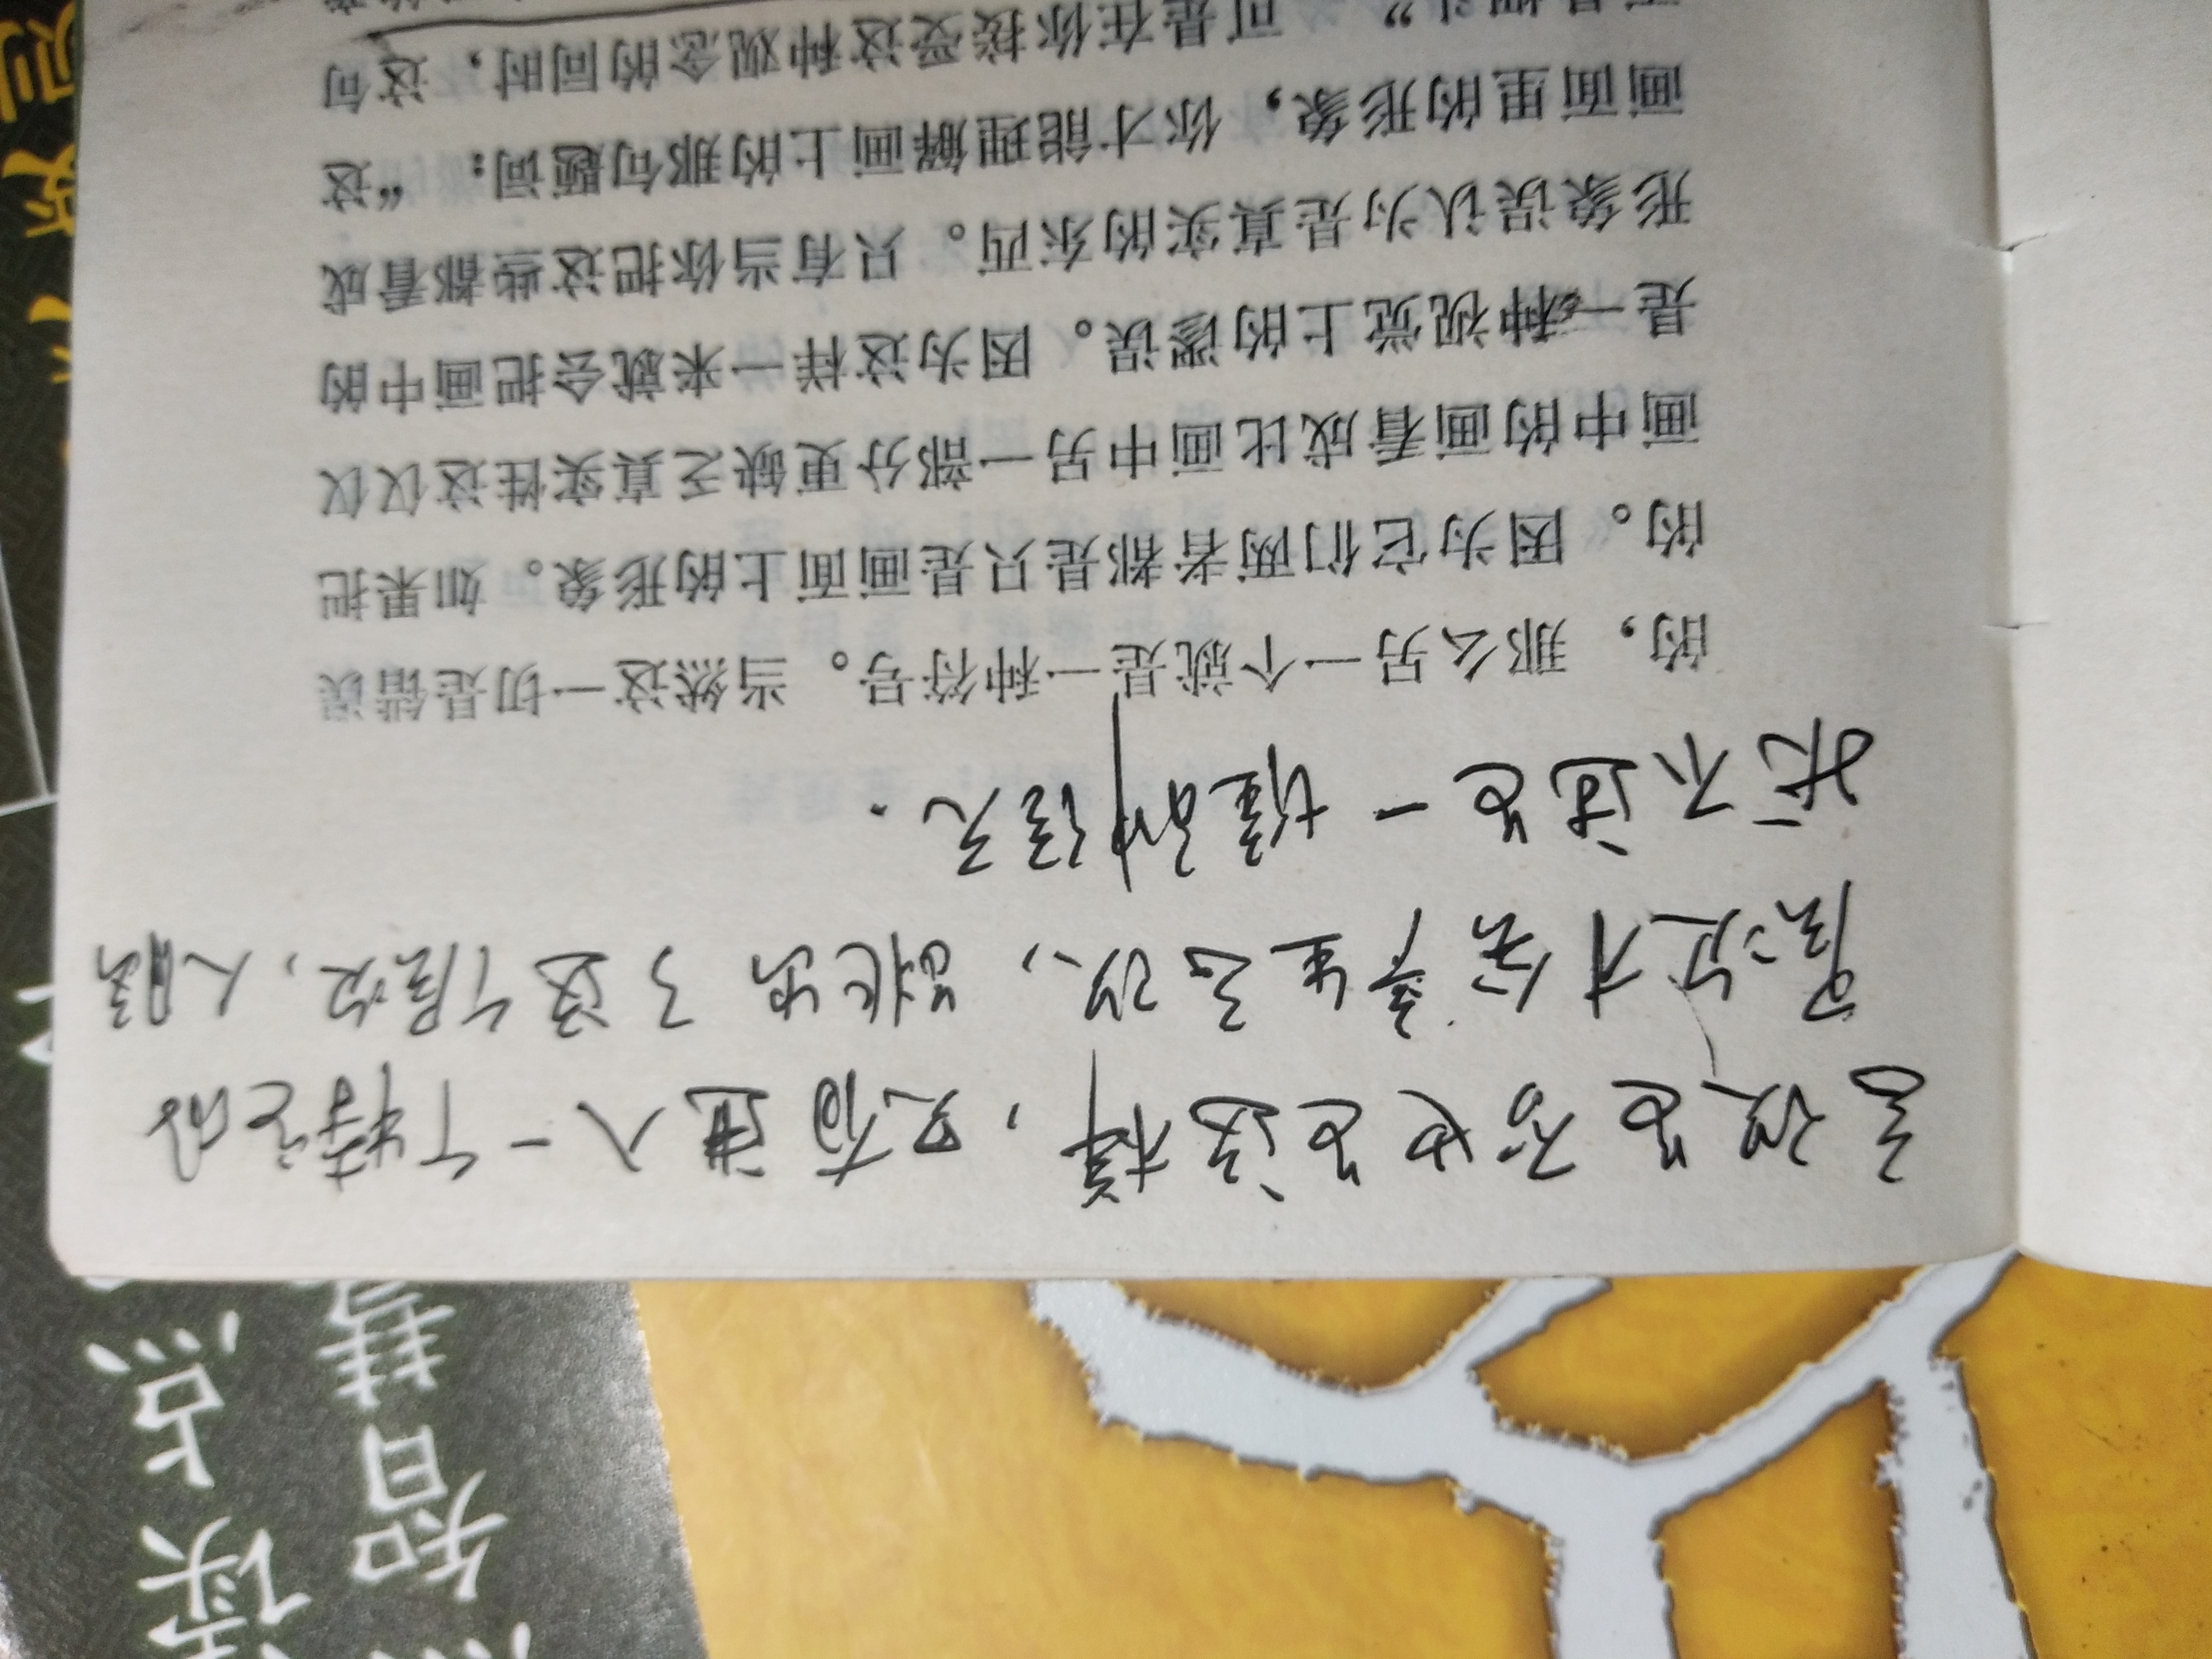 读点
点智慧
意识是否也是这样，只有进入一个特定的
层次才会产生意识，跳出了这个层次，人脑
就不过是一堆神经元.
的，那么另一个就是一种符号。当然这一切是错误
的。因为它们两者都是只是画面上的形象。如果把
画中的画看成比画中另一部分更缺乏真实性这仅仅
是一种视觉上的谬误。因为这样一来就会把画中的
形象误认为是真实的东西。只有当你把这些都看成
画面里的形象，你才能理解画上的那句题词：“这
可是在你接受这种观念的同时，这句
变
则